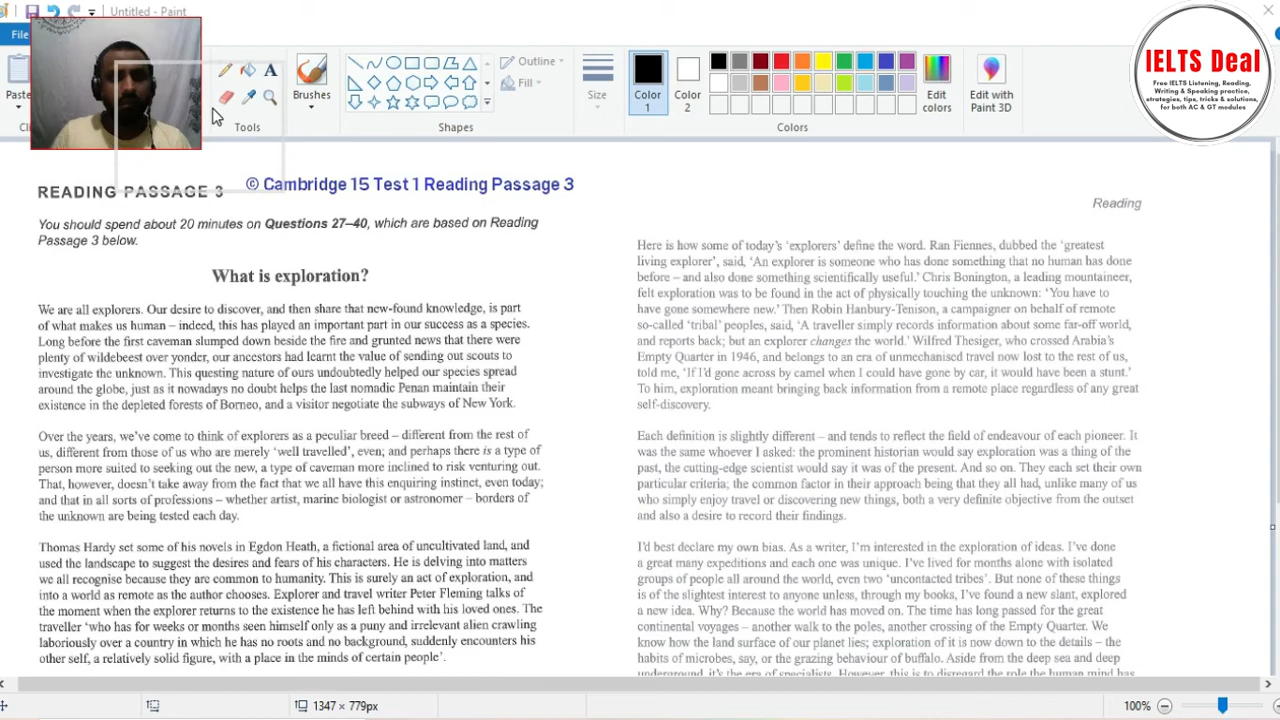 Untitled - Paint
File
Paste
Tools
Brushes
Shapes
Outline
Fill
Size
Color
1
Color
2
Edit
colors
Edit with
Paint 3D
Colors
IELTS Deal
Free IELTS Listening, Reading,
Writing & Speaking practice,
strategies, tips, tricks & solutions,
for both AC & GT modules
READING PASSAGE 3
© Cambridge 15 Test 1 Reading Passage 3
You should spend about 20 minutes on Questions 27–40, which are based on Reading
Passage 3 below.
What is exploration?
We are all explorers. Our desire to discover, and then share that new-found knowledge, is part
of what makes us human – indeed, this has played an important part in our success as a species.
Long before the first caveman slumped down beside the fire and grunted news that there were
plenty of wildebeest over yonder, our ancestors had learnt the value of sending out scouts to
investigate the unknown. This questing nature of ours undoubtedly helped our species spread
around the globe, just as it nowadays no doubt helps the last nomadic Penan maintain their
existence in the depleted forests of Borneo, and a visitor negotiate the subways of New York.
Over the years, we've come to think of explorers as a peculiar breed – different from the rest of
us, different from those of us who are merely 'well travelled', even; and perhaps there is a type of
person more suited to seeking out the new, a type of caveman more inclined to risk venturing out.
That, however, doesn't take away from the fact that we all have this enquiring instinct, even today;
and that in all sorts of professions – whether artist, marine biologist or astronomer – borders of
the unknown are being tested each day.
Thomas Hardy set some of his novels in Egdon Heath, a fictional area of uncultivated land, and
used the landscape to suggest the desires and fears of his characters. He is delving into matters
we all recognise because they are common to humanity. This is surely an act of exploration, and
into a world as remote as the author chooses. Explorer and travel writer Peter Fleming talks of
the moment when the explorer returns to the existence he has left behind with his loved ones. The
traveller 'who has for weeks or months seen himself only as a puny and irrelevant alien crawling
laboriously over a country in which he has no roots and no background, suddenly encounters his
other self, a relatively solid figure, with a place in the minds of certain people'.
Reading
Here is how some of today's 'explorers' define the word. Ran Fiennes, dubbed the 'greatest
living explorer', said, 'An explorer is someone who has done something that no human has done
before – and also done something scientifically useful.' Chris Bonington, a leading mountaineer,
felt exploration was to be found in the act of physically touching the unknown: 'You have to
have gone somewhere new.' Then Robin Hanbury-Tenison, a campaigner on behalf of remote
so-called 'tribal' peoples, said, 'A traveller simply records information about some far-off world,
and reports back; but an explorer changes the world.' Wilfred Thesiger, who crossed Arabia's
Empty Quarter in 1946, and belongs to an era of unmechanised travel now lost to the rest of us,
told me, 'If I'd gone across by camel when I could have gone by car, it would have been a stunt.'
To him, exploration meant bringing back information from a remote place regardless of any great
self-discovery.
Each definition is slightly different – and tends to reflect the field of endeavour of each pioneer. It
was the same whoever I asked: the prominent historian would say exploration was a thing of the
past, the cutting-edge scientist would say it was of the present. And so on. They each set their own
particular criteria; the common factor in their approach being that they all had, unlike many of us
who simply enjoy travel or discovering new things, both a very definite objective from the outset
and also a desire to record their findings.
I'd best declare my own bias. As a writer, I'm interested in the exploration of ideas. I've done
a great many expeditions and each one was unique. I've lived for months alone with isolated
groups of people all around the world, even two 'uncontacted tribes'. But none of these things
is of the slightest interest to anyone unless, through my books, I've found a new slant, explored
a new idea. Why? Because the world has moved on. The time has long passed for the great
continental voyages – another walk to the poles, another crossing of the Empty Quarter. We
know how the land surface of our planet lies; exploration of it is now down to the details – the
habits of microbes, say, or the grazing behaviour of buffalo. Aside from the deep sea and deep
underground, it's the era of specialists. However, this is to disregard the role the human mind has
1347 × 779px
100%